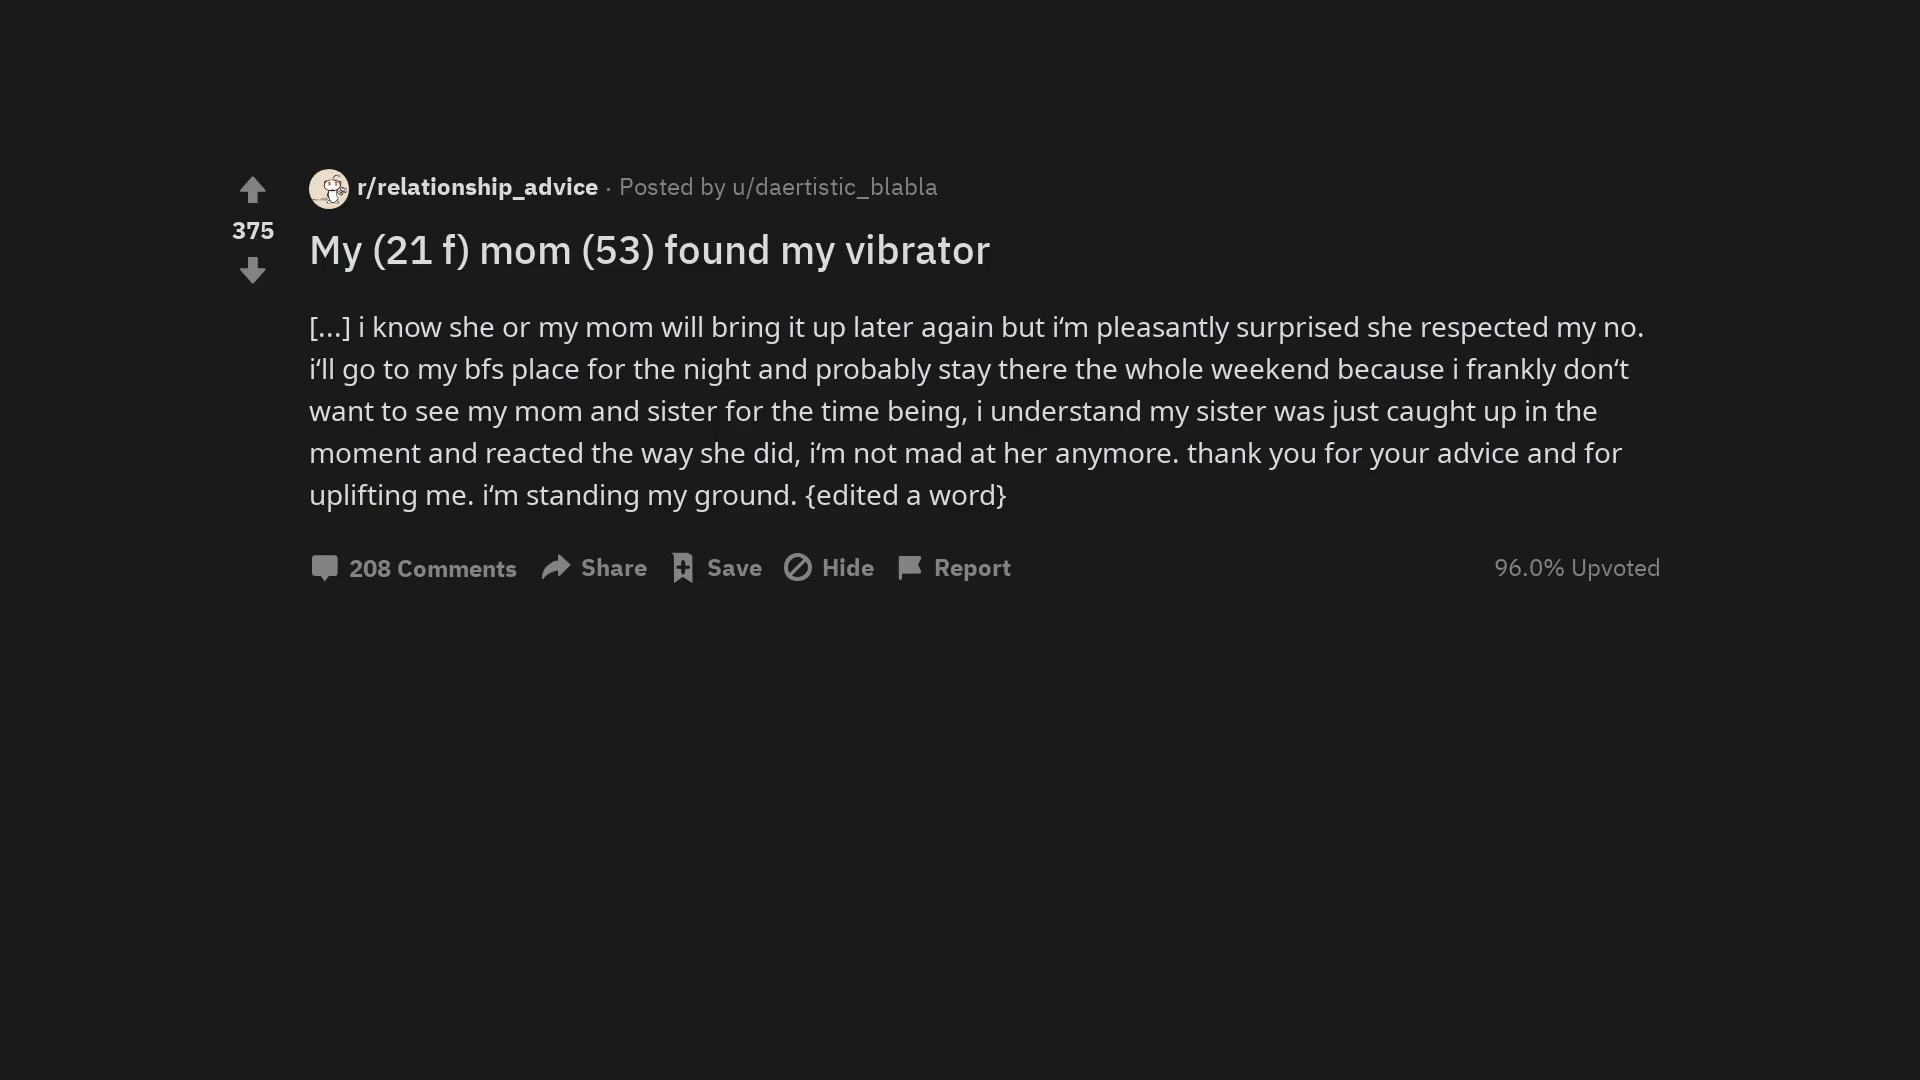 r/relationship_advice · Posted by u/daertistic_blabla
375
My (21 f) mom (53) found my vibrator
[...] i know she or my mom will bring it up later again but i‘m pleasantly surprised she respected my no.
i‘ll go to my bfs place for the night and probably stay there the whole weekend because i frankly don‘t
want to see my mom and sister for the time being, i understand my sister was just caught up in the
moment and reacted the way she did, i‘m not mad at her anymore. thank you for your advice and for
uplifting me. i‘m standing my ground. {edited a word}
208 Comments Share Save Hide Report 96.0% Upvoted